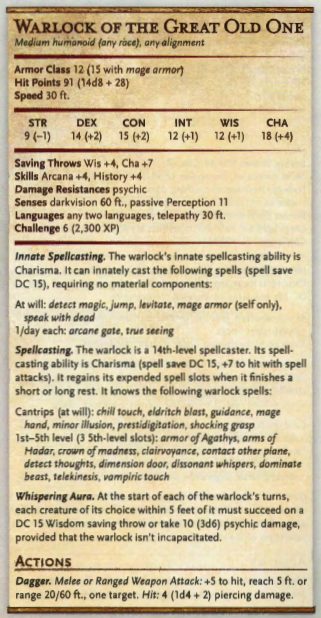 WARLOCK OF THE GREAT OLD ONE
Medium humanoid (any race), any alignment
Armor Class 12 (15 with mage armor)
Hit Points 91 (14d8 + 28)
Speed 30 ft.
STR DEX CON INT WIS CHA
9 (–1) 14 (+2) 15 (+2) 12 (+1) 12 (+1) 18 (+4)
Saving Throws Wis +4, Cha +7
Skills Arcana +4, History +4
Damage Resistances psychic
Senses darkvision 60 ft., passive Perception 11
Languages any two languages, telepathy 30 ft.
Challenge 6 (2,300 XP)
Innate Spellcasting. The warlock's innate spellcasting ability is
Charisma. It can innately cast the following spells (spell save
DC 15), requiring no material components:
At will: detect magic, jump, levitate, mage armor (self only),
speak with dead
1/day each: arcane gate, true seeing
Spellcasting. The warlock is a 14th-level spellcaster. Its spell-
casting ability is Charisma (spell save DC 15, +7 to hit with spell
attacks). It regains its expended spell slots when it finishes a
short or long rest. It knows the following warlock spells:
Cantrips (at will): chill touch, eldritch blast, guidance, mage
hand, minor illusion, prestidigitation, shocking grasp
1st–5th level (3 5th-level slots): armor of Agathys, arms of
Hadar, crown of madness, clairvoyance, contact other plane,
detect thoughts, dimension door, dissonant whispers, dominate
beast, telekinesis, vampiric touch
Whispering Aura. At the start of each of the warlock's turns,
each creature of its choice within 5 feet of it must succeed on a
DC 15 Wisdom saving throw or take 10 (3d6) psychic damage,
provided that the warlock isn't incapacitated.
ACTIONS
Dagger. Melee or Ranged Weapon Attack: +5 to hit, reach 5 ft. or
range 20/60 ft., one target. Hit: 4 (1d4 + 2) piercing damage.